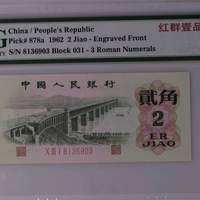 China / People's Republic
Pick# 878a 1962 2 Jiao - Engraved Front
S/N 8136903 Block 031 - 3 Roman Numerals
红群壹品
中国人民银行
贰角
2
ER
JIAO
8136903